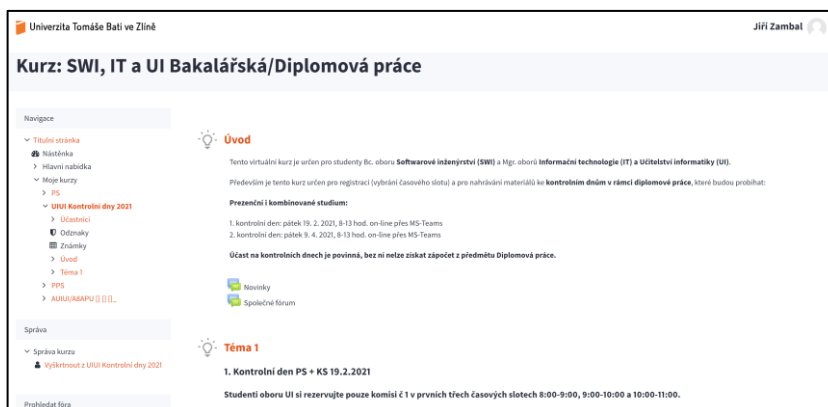 Univerzita Tomáše Bati ve Zlíně
Jiří Zambal
Kurz: SWI, IT a UI Bakalářská/Diplomová práce
Navigace
Titulní stránka
Nástěnka
Hlavní nabídka
Moje kurzy
PS
UIUI Kontrolní dny 2021
Účastníci
Odznaky
Známky
Úvod
Téma 1
PPS
AUIUI/A8APU [] [] []_
Správa
Správa kurzu
Vyškrtnout z UIUI Kontrolní dny 2021
Prohledat fóra
Úvod
Tento virtuální kurz je určen pro studenty Bc. oboru Softwarové inženýrství (SWI) a Mgr. oborů Informační technologie (IT) a Učitelství informatiky (UI).
Především je tento kurz určen pro registraci (vybrání časového slotu) a pro nahrávání materiálů ke kontrolním dnům v rámci diplomové práce, které budou probíhat:
Prezenční i kombinované studium:
1. kontrolní den: pátek 19. 2. 2021, 8-13 hod. on-line přes MS-Teams
2. kontrolní den: pátek 9. 4. 2021, 8-13 hod. on-line přes MS-Teams
Účast na kontrolních dnech je povinná, bez ní nelze získat zápočet z předmětu Diplomová práce.
Novinky
Společné fórum
Téma 1
1. Kontrolní den PS + KS 19.2.2021
Studenti oboru UI si rezervujte pouze komisi č 1 v prvních třech časových slotech 8:00-9:00, 9:00-10:00 a 10:00-11:00.